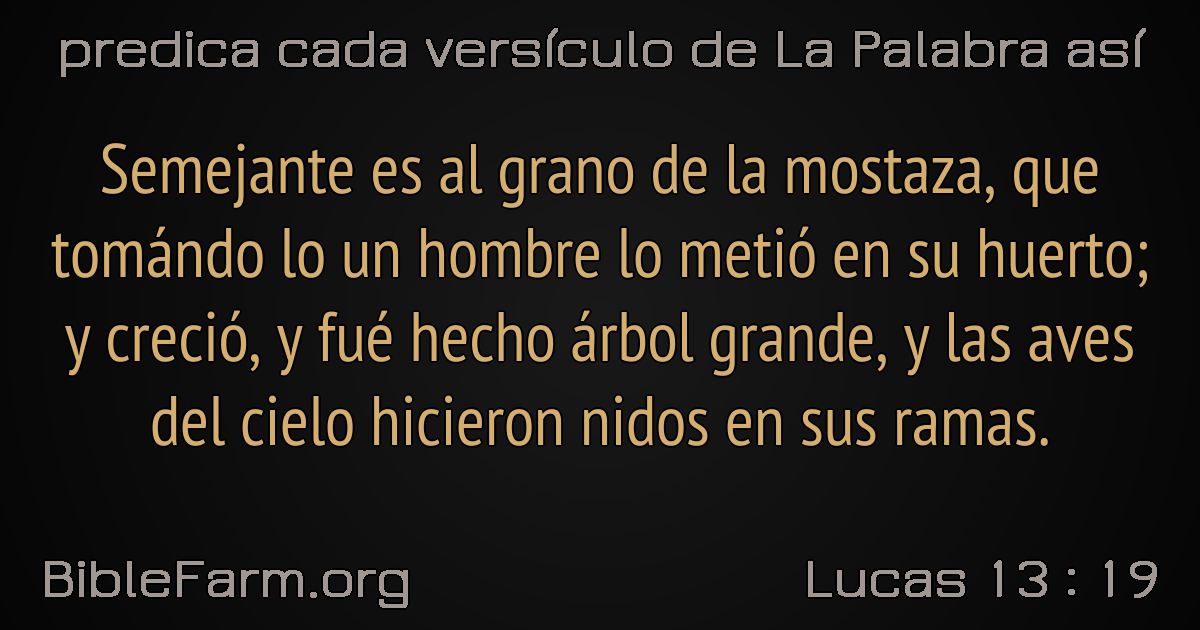 predica cada versículo de La Palabra así
Semejante es al grano de la mostaza, que
tomándo lo un hombre lo metió en su huerto;
y creció, y fué hecho árbol grande, y las aves
del cielo hicieron nidos en sus ramas.
BibleFarm.org
Lucas 13 : 19